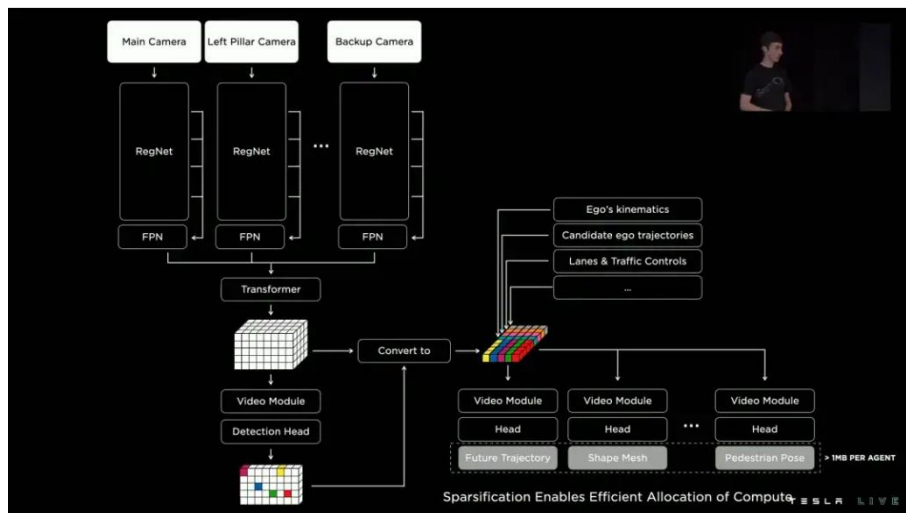 Main Camera
Left Pillar Camera
Backup Camera
RegNet
RegNet
...
RegNet
FPN
FPN
FPN
Transformer
Ego's kinematics
Candidate ego trajectories
Lanes & Traffic Controls
...
Convert to
Video Module
Detection Head
Video Module
Video Module
...
Video Module
Head
Head
Head
Future Trajectory
Shape Mesh
Pedestrian Pose
> 1MB PER AGENT
Sparsification Enables Efficient Allocation of Compute
TESLA LIVE